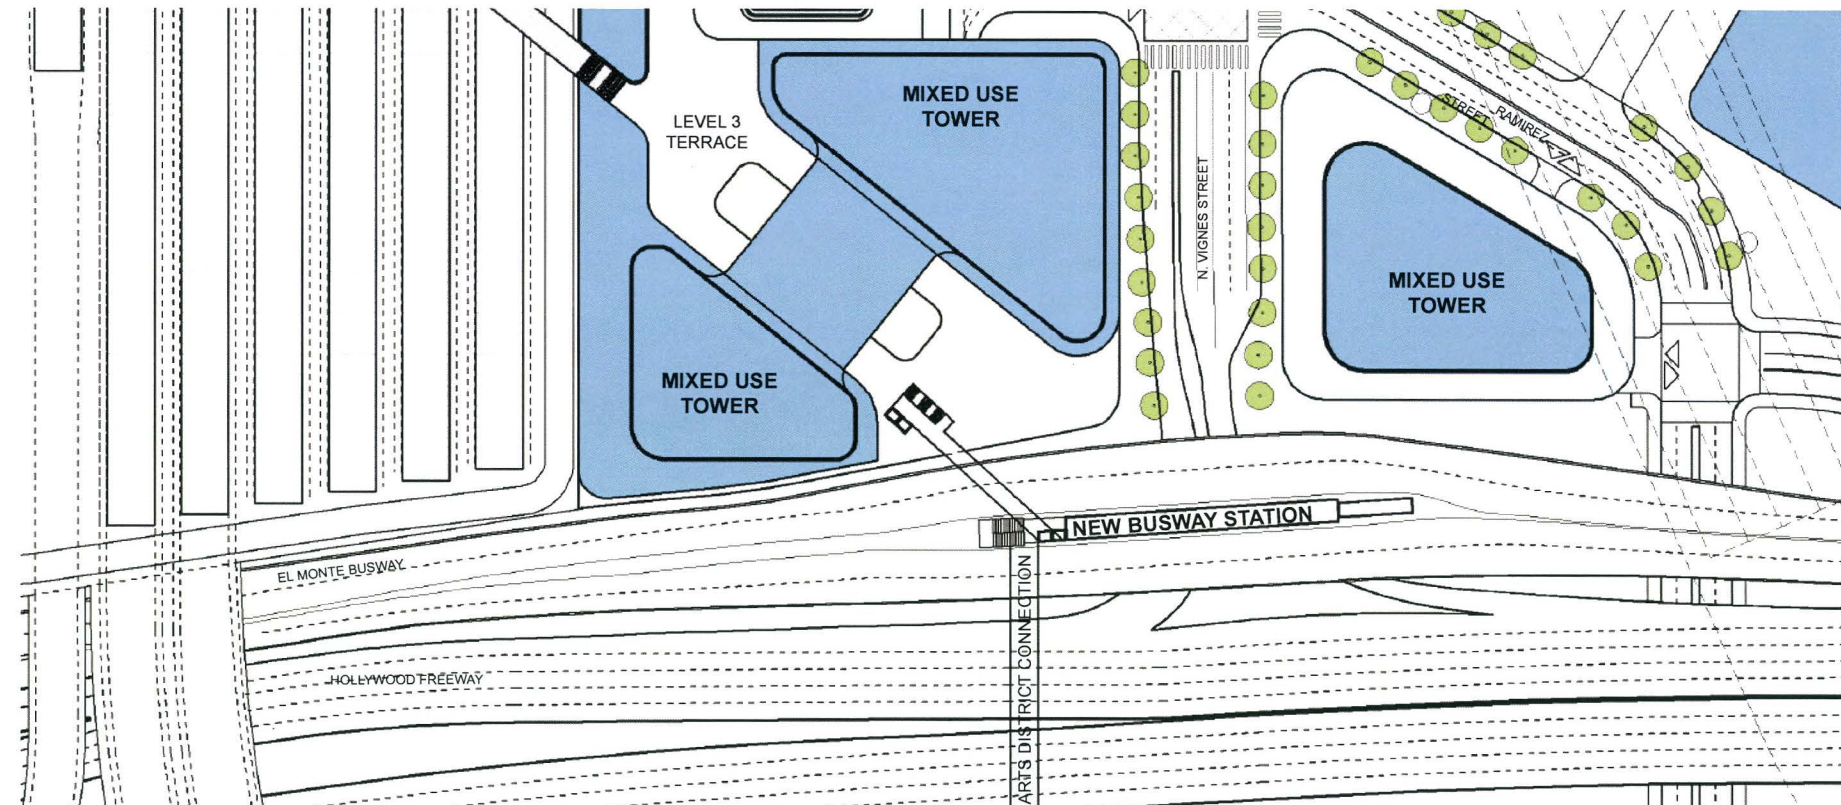 MIXED USE
TOWER
LEVEL 3
TERRACE
STREET
RAMIREZ
N. VIGNES STREET
MIXED USE
TOWER
MIXED USE
TOWER
NEW BUSWAY STATION
EL MONTE BUSWAY
ARTS DISTRICT CONNECTION
HOLLYWOOD FREEWAY